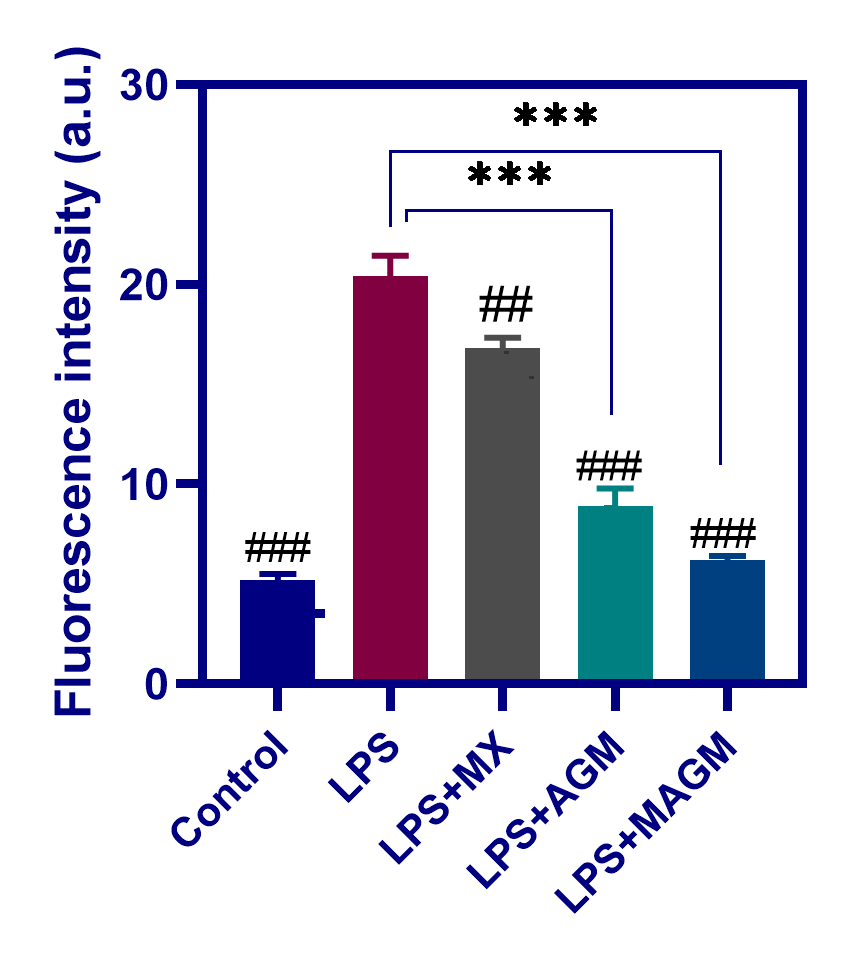 Fluorescence intensity (a.u.)
30
20
10
0
***
***
##
###
###
###
Control
LPS
LPS+MX
LPS+AGM
LPS+MAGM